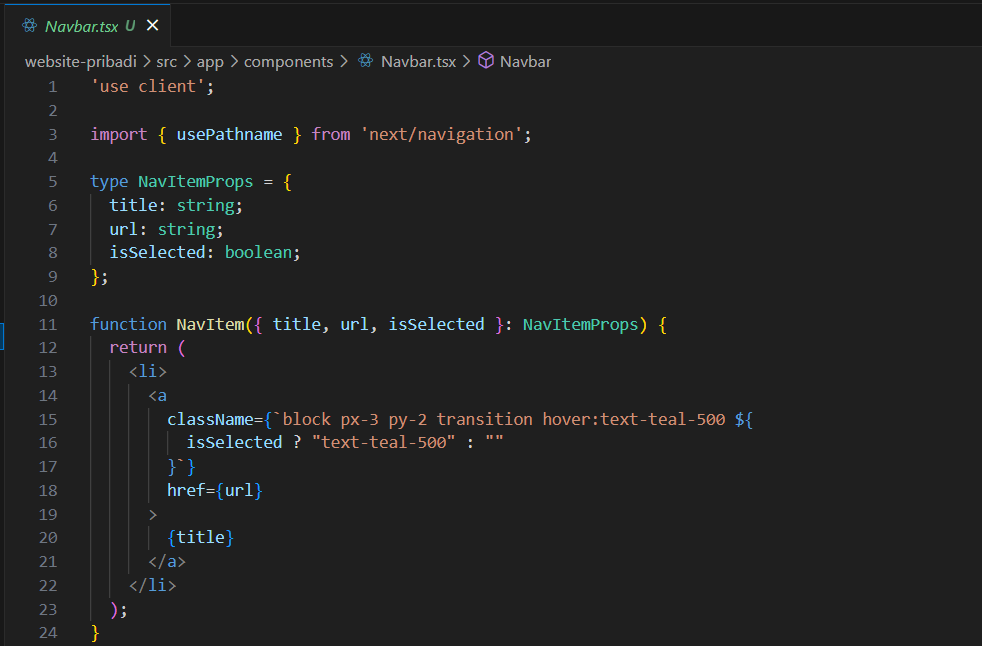 Navbar.tsx U
website-pribadi > src > app > components > Navbar.tsx > Navbar
1 'use client';
2
3 import { usePathname } from 'next/navigation';
4
5 type NavItemProps = {
6   title: string;
7   url: string;
8   isSelected: boolean;
9 };
10
11 function NavItem({ title, url, isSelected }: NavItemProps) {
12   return (
13     <li>
14       <a
15         className={`block px-3 py-2 transition hover:text-teal-500 ${
16           isSelected ? "text-teal-500" : ""
17         }`}
18         href={url}
19       >
20         {title}
21       </a>
22     </li>
23   );
24 }